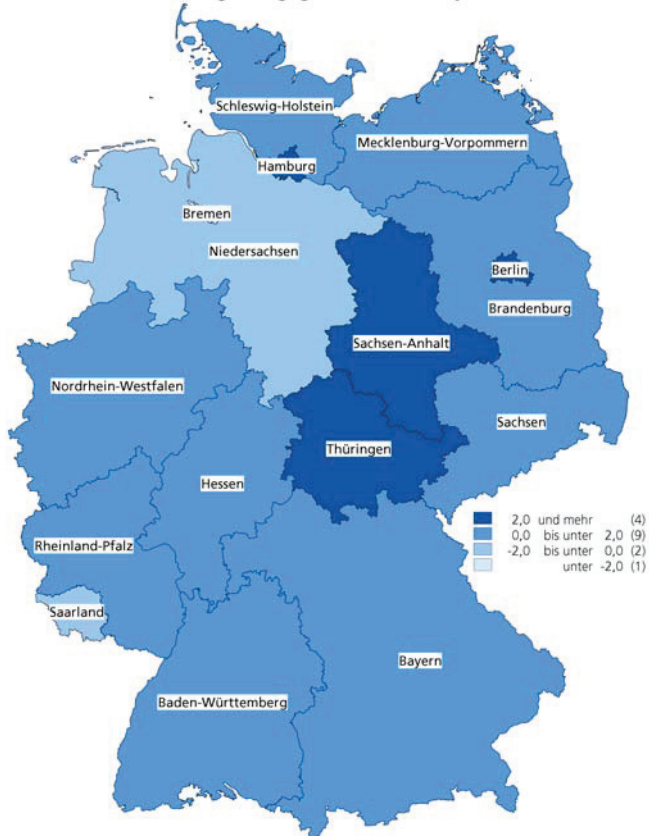 Schleswig-Holstein
Mecklenburg-Vorpommern
Hamburg
Bremen
Niedersachsen
Berlin
Brandenburg
Sachsen-Anhalt
Nordrhein-Westfalen
Sachsen
Thüringen
Hessen
2,0 und mehr (4)
0,0 bis unter 2,0 (9)
-2,0 bis unter 0,0 (2)
unter -2,0 (1)
Rheinland-Pfalz
Saarland
Bayern
Baden-Württemberg